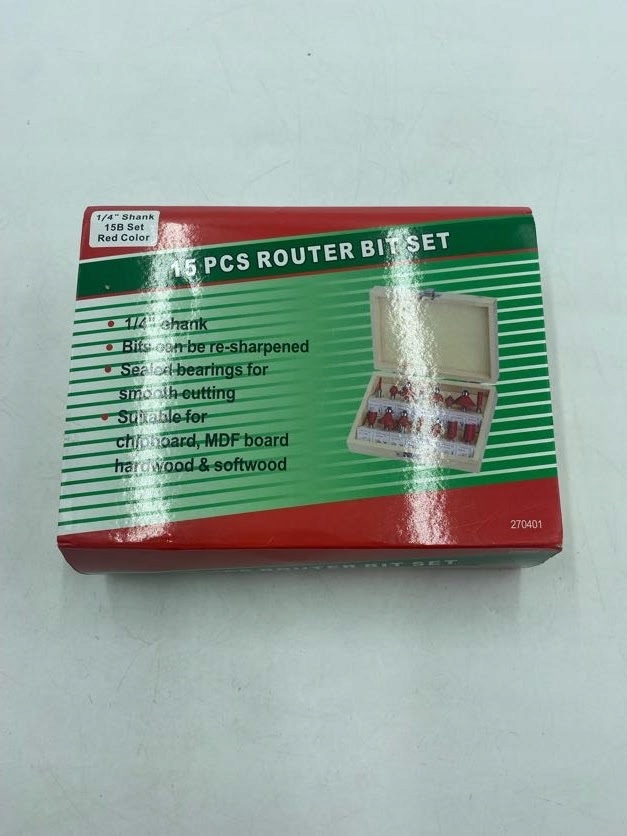 1/4" Shank
15B Set
Red Color
15 PCS ROUTER BIT SET
• 1/4" shank
• Bits can be re-sharpened
• Sealed bearings for
smooth cutting
• Suitable for
chipboard, MDF board
hardwood & softwood
270401
PCS ROUTER BIT SET